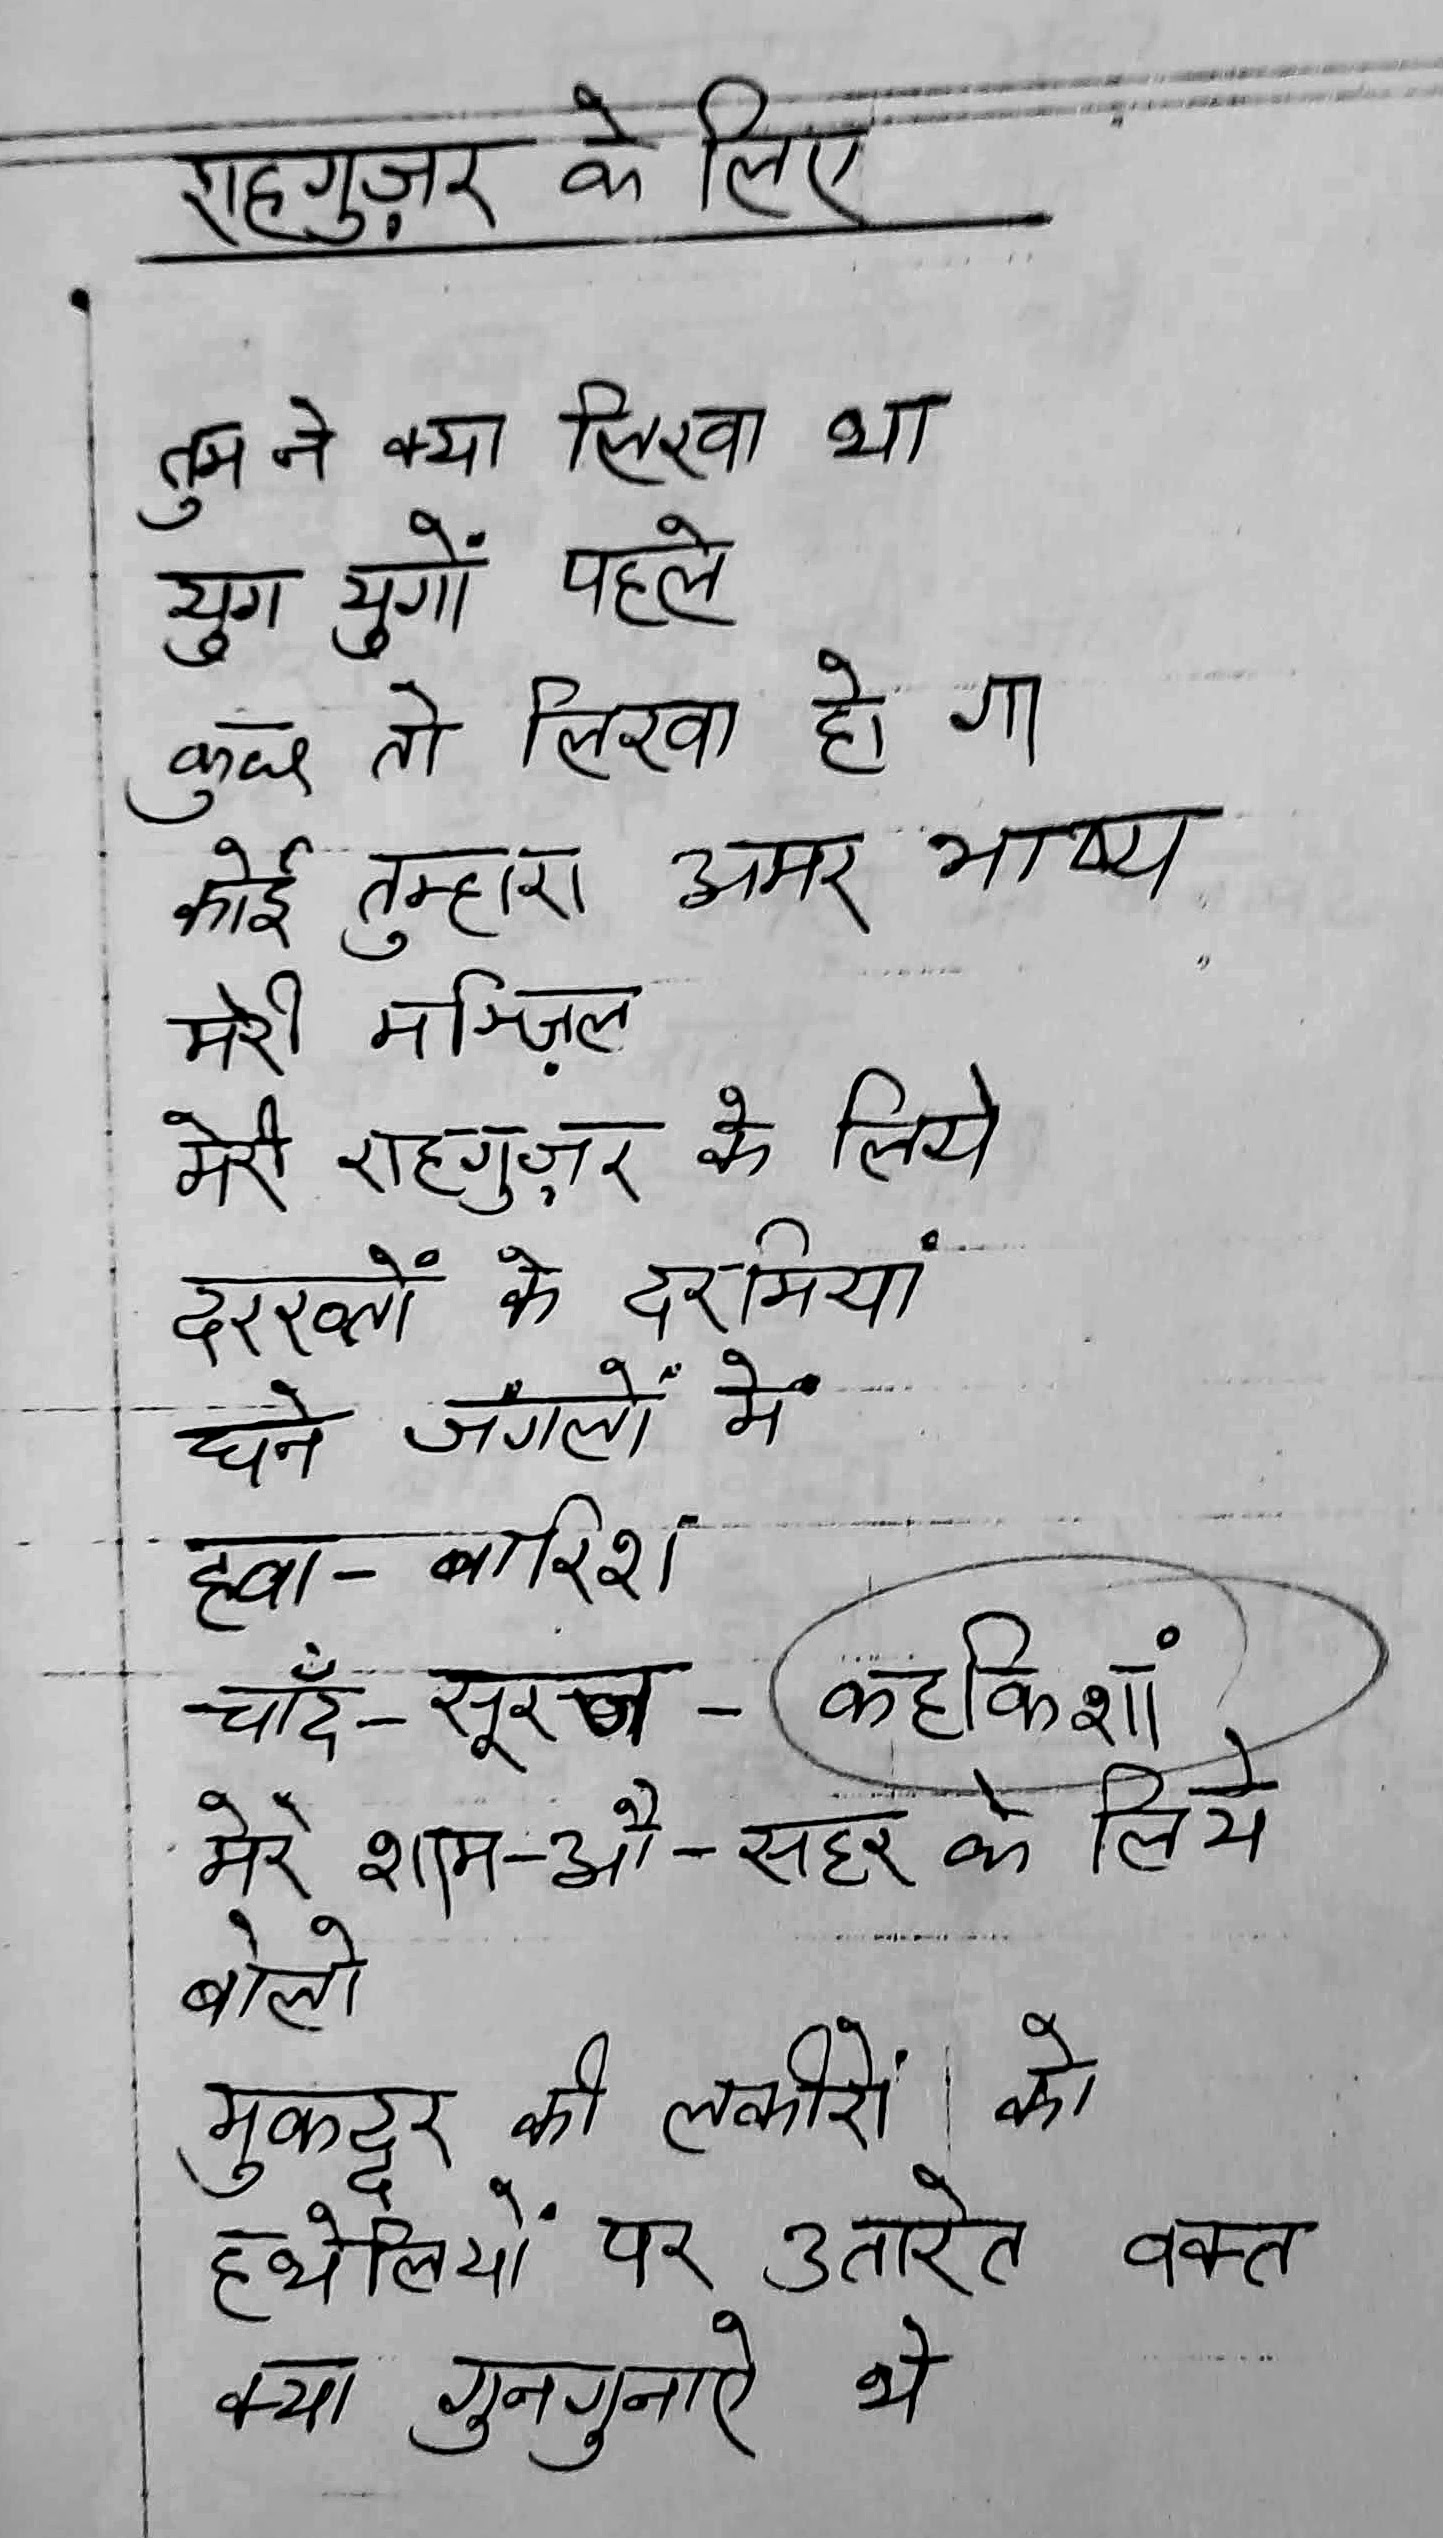 राहगुज़र के लिए
तुम ने क्या लिखा था
युग युगों पहले
कुछ तो लिखा हो गा
कोई तुम्हारा अमर भाष्य
मेरी मन्ज़िल
मेरी राहगुज़र के लिये
दरख्तों के दरमियां
घने जँगलों में
हवा - बारिश
चाँद - सूरज - कहकिशां
मेरे शाम-औ-सहर के लिये
बोलो
मुकद्दर की लकीरों को
हथेलियों पर उतारते वक्त
क्या गुनगुनाऐ थे